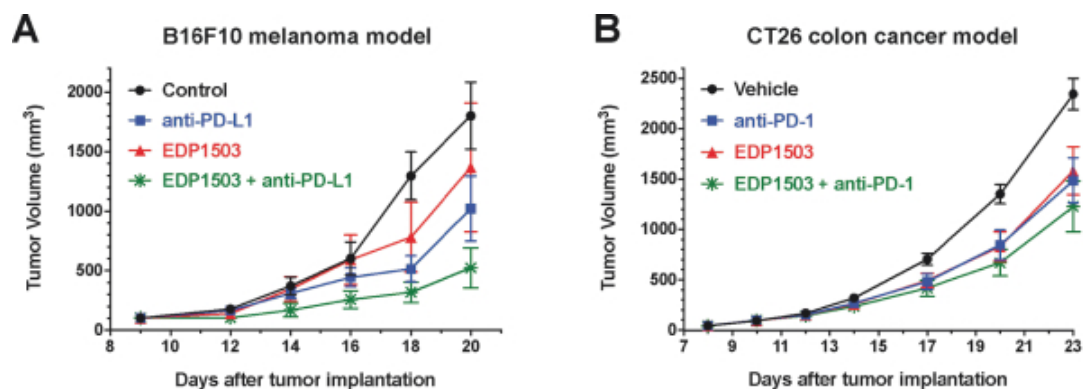 A
B16F10 melanoma model
Tumor Volume (mm³)
2000
1500
1000
500
0
Control
anti-PD-L1
EDP1503
EDP1503 + anti-PD-L1
8 10 12 14 16 18 20
Days after tumor implantation
B
CT26 colon cancer model
Tumor Volume (mm³)
2500
2000
1500
1000
500
0
Vehicle
anti-PD-1
EDP1503
EDP1503 + anti-PD-1
7 9 11 13 15 17 19 21 23
Days after tumor implantation